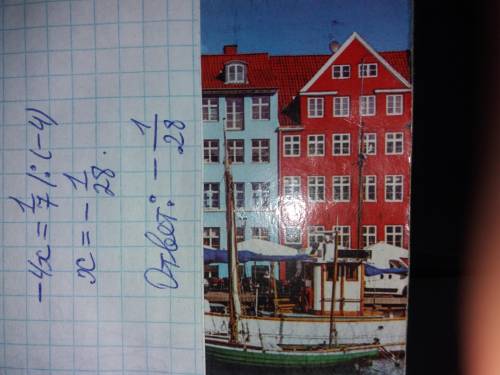 -4x = 1/7 |:(-4)
x = - 1/28.
Ответ: - 1/28